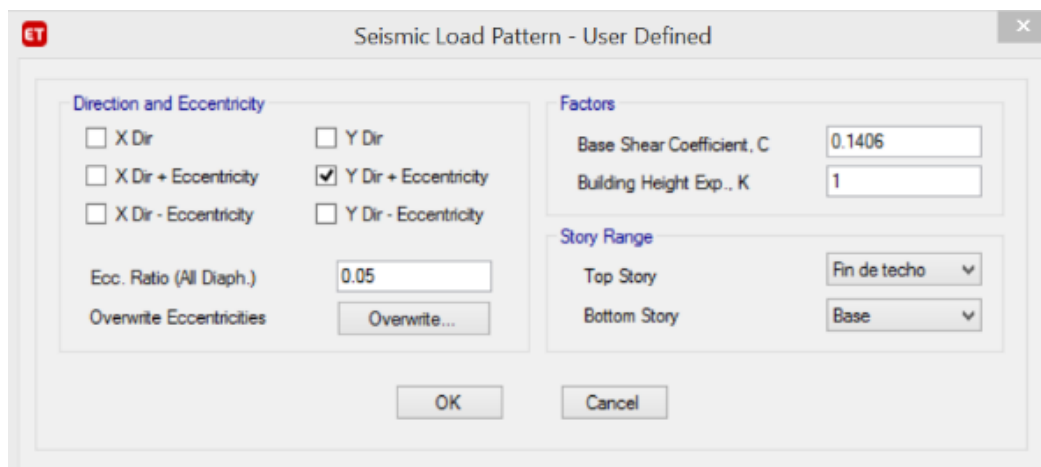 ET
Seismic Load Pattern - User Defined
Direction and Eccentricity
X Dir
Y Dir
X Dir + Eccentricity
Y Dir + Eccentricity
X Dir - Eccentricity
Y Dir - Eccentricity
Ecc. Ratio (All Diaph.)
0.05
Overwrite Eccentricities
Overwrite...
Factors
Base Shear Coefficient, C
0.1406
Building Height Exp., K
1
Story Range
Top Story
Fin de techo
Bottom Story
Base
OK
Cancel